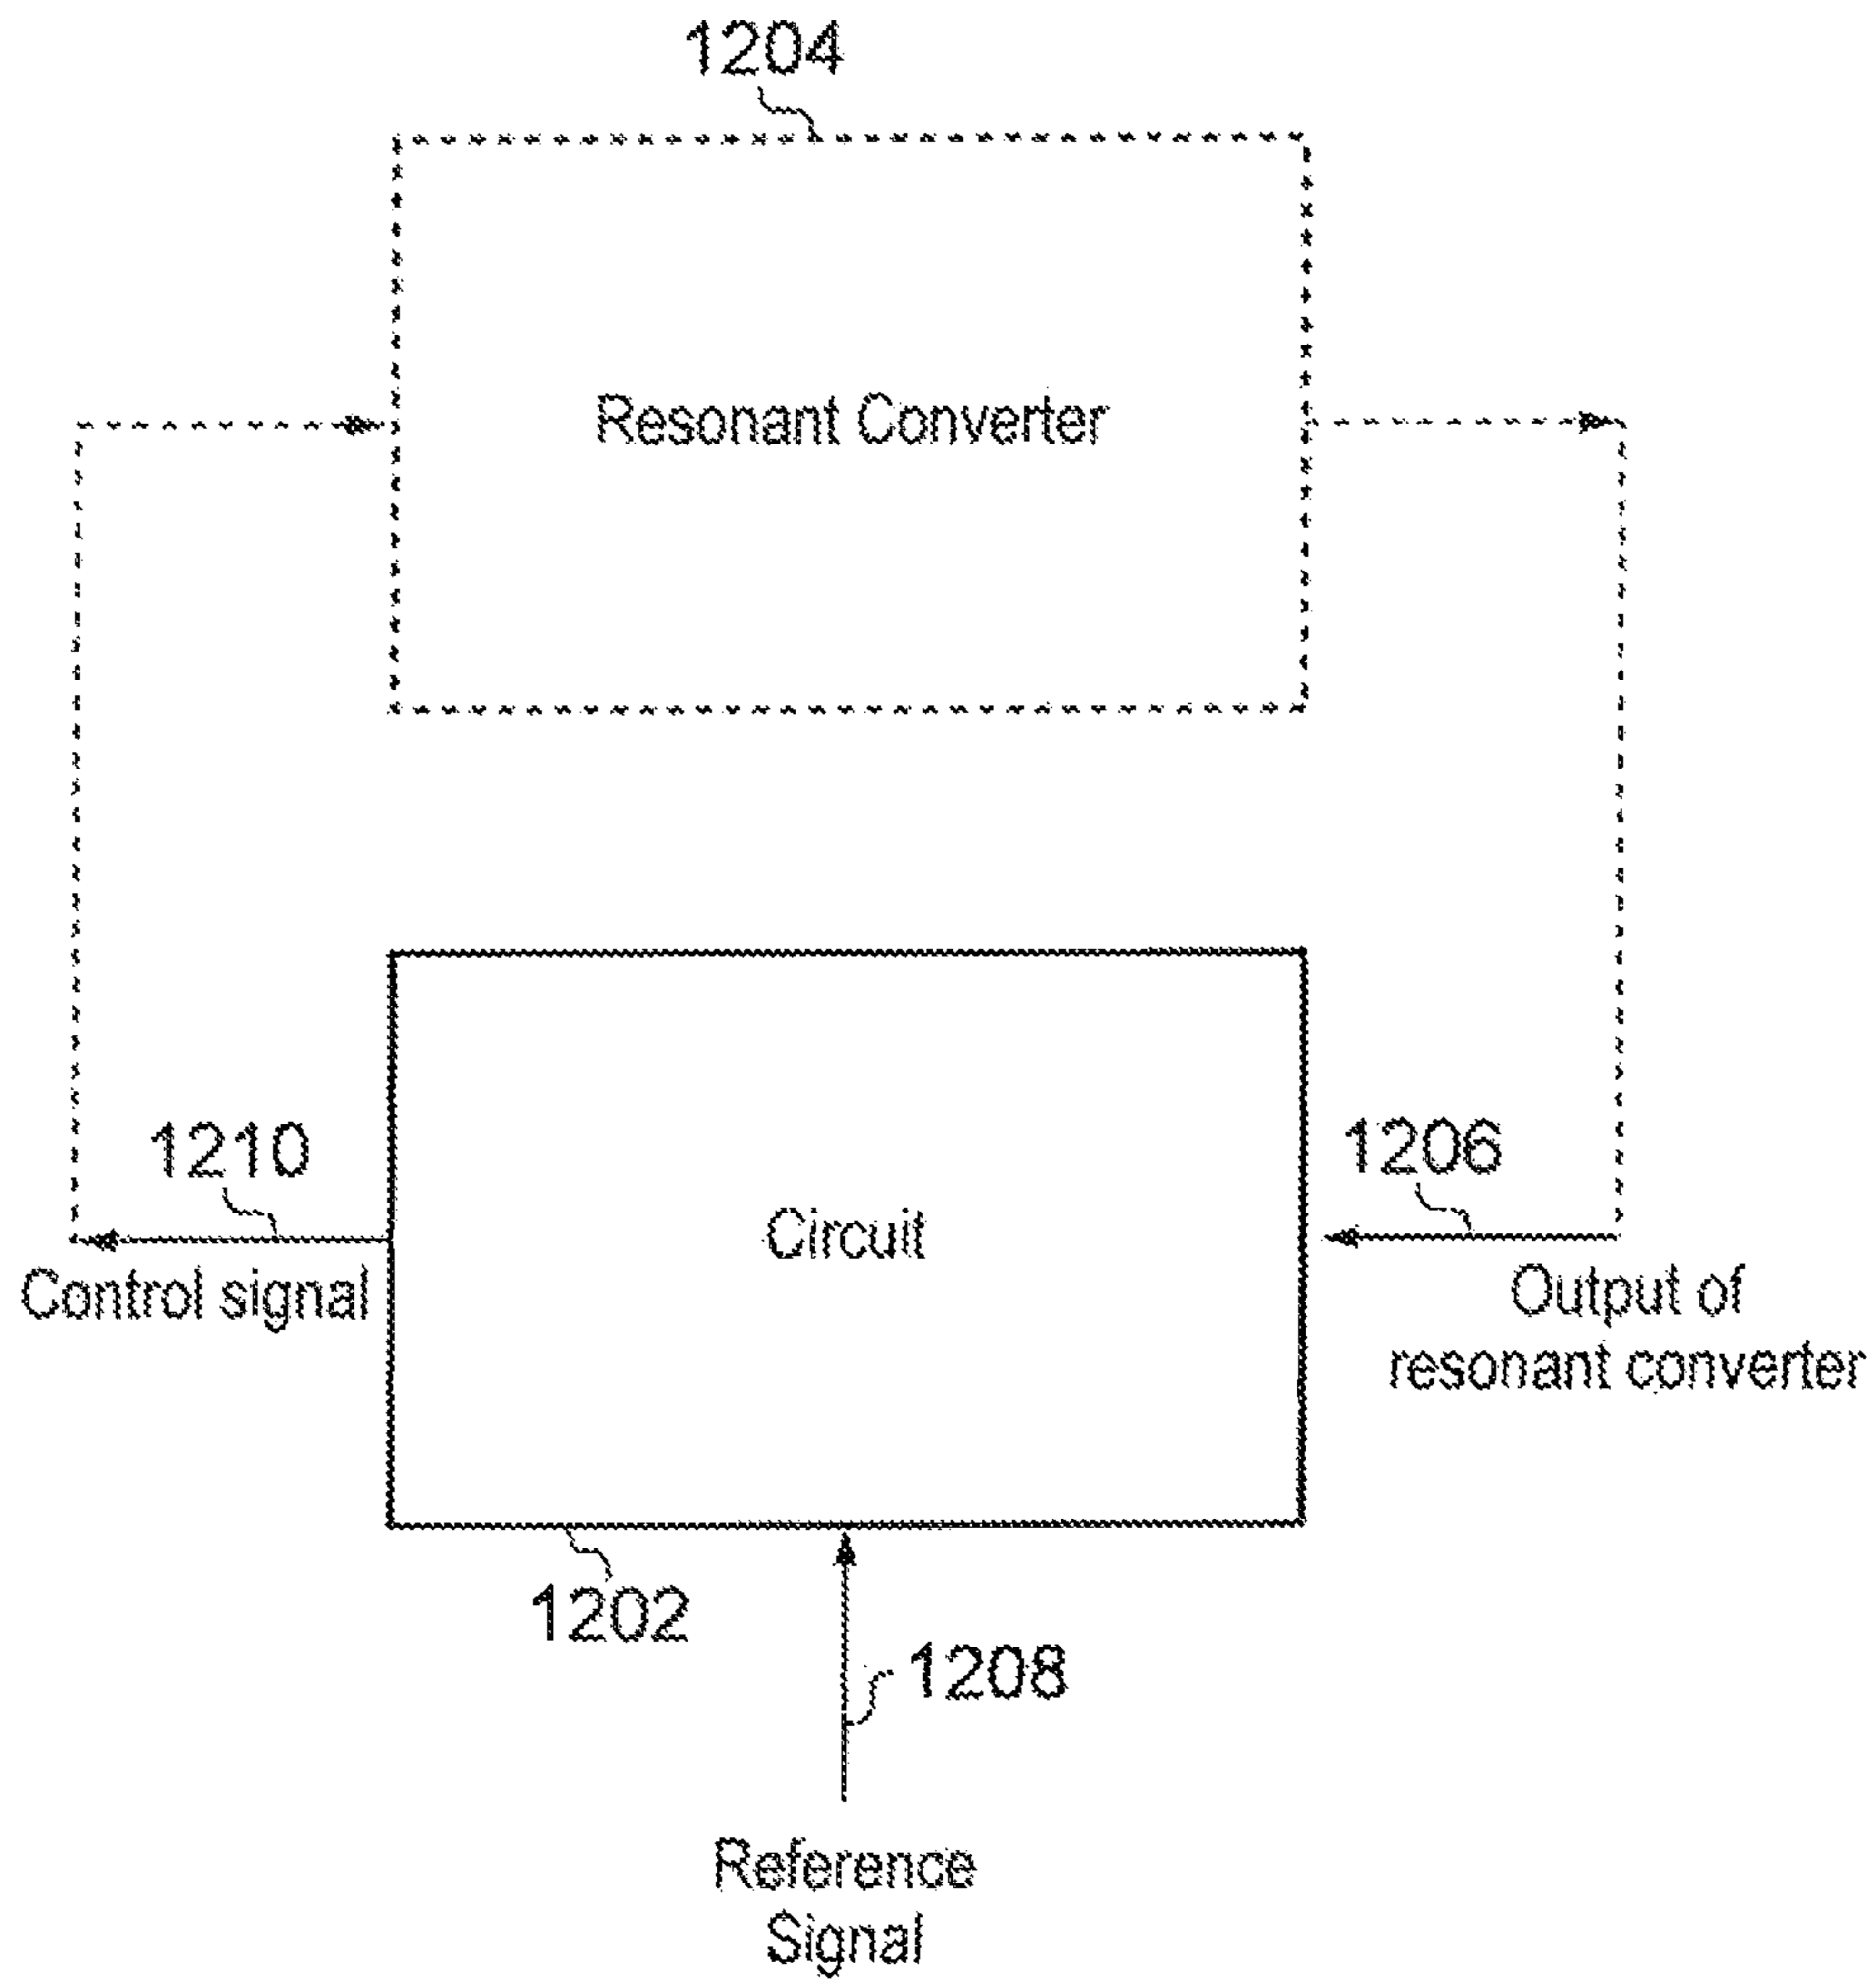 1204
Resonant Converter
1210
1206
Circuit
Control signal
Output of
resonant converter
1202
1208
Reference
Signal